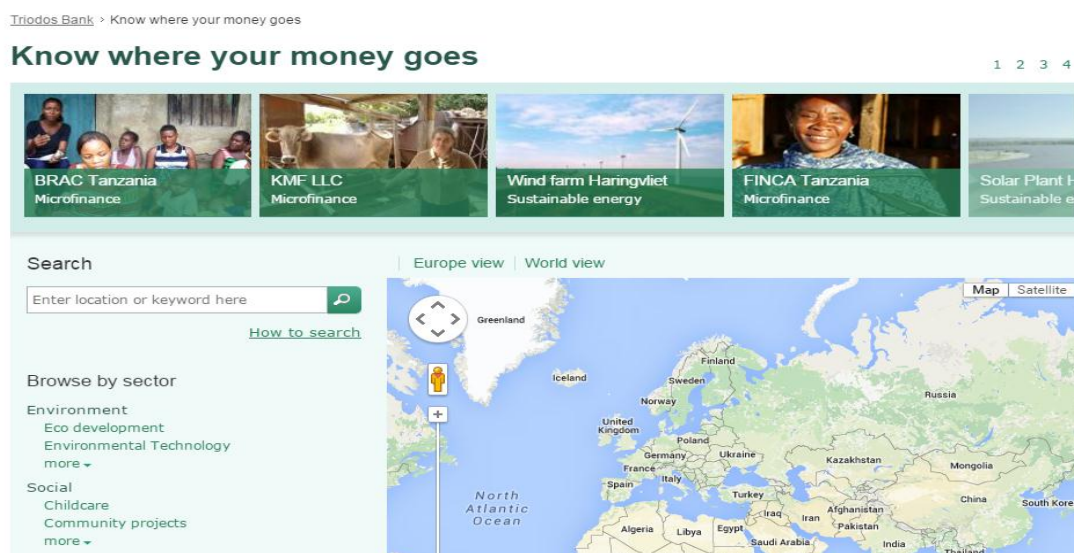 Triodos Bank > Know where your money goes
Know where your money goes
1 2 3 4
BRAC Tanzania
Microfinance
KMF LLC
Microfinance
Wind farm Haringvliet
Sustainable energy
FINCA Tanzania
Microfinance
Solar Plant H
Sustainable e
Search
Enter location or keyword here
How to search
Browse by sector
Environment
Eco development
Environmental Technology
more
Social
Childcare
Community projects
more
Europe view | World view
Map Satellite
Greenland
Iceland
Finland
Sweden
Norway
Russia
United
Kingdom
Poland
Germany
Ukraine
Kazakhstan
Mongolia
France
Italy
Spain
Turkey
China
South Kore
North
Atlantic
Ocean
Iraq
Iran
Afghanistan
Pakistan
Algeria
Libya
Egypt
Saudi Arabia
India
Thailand